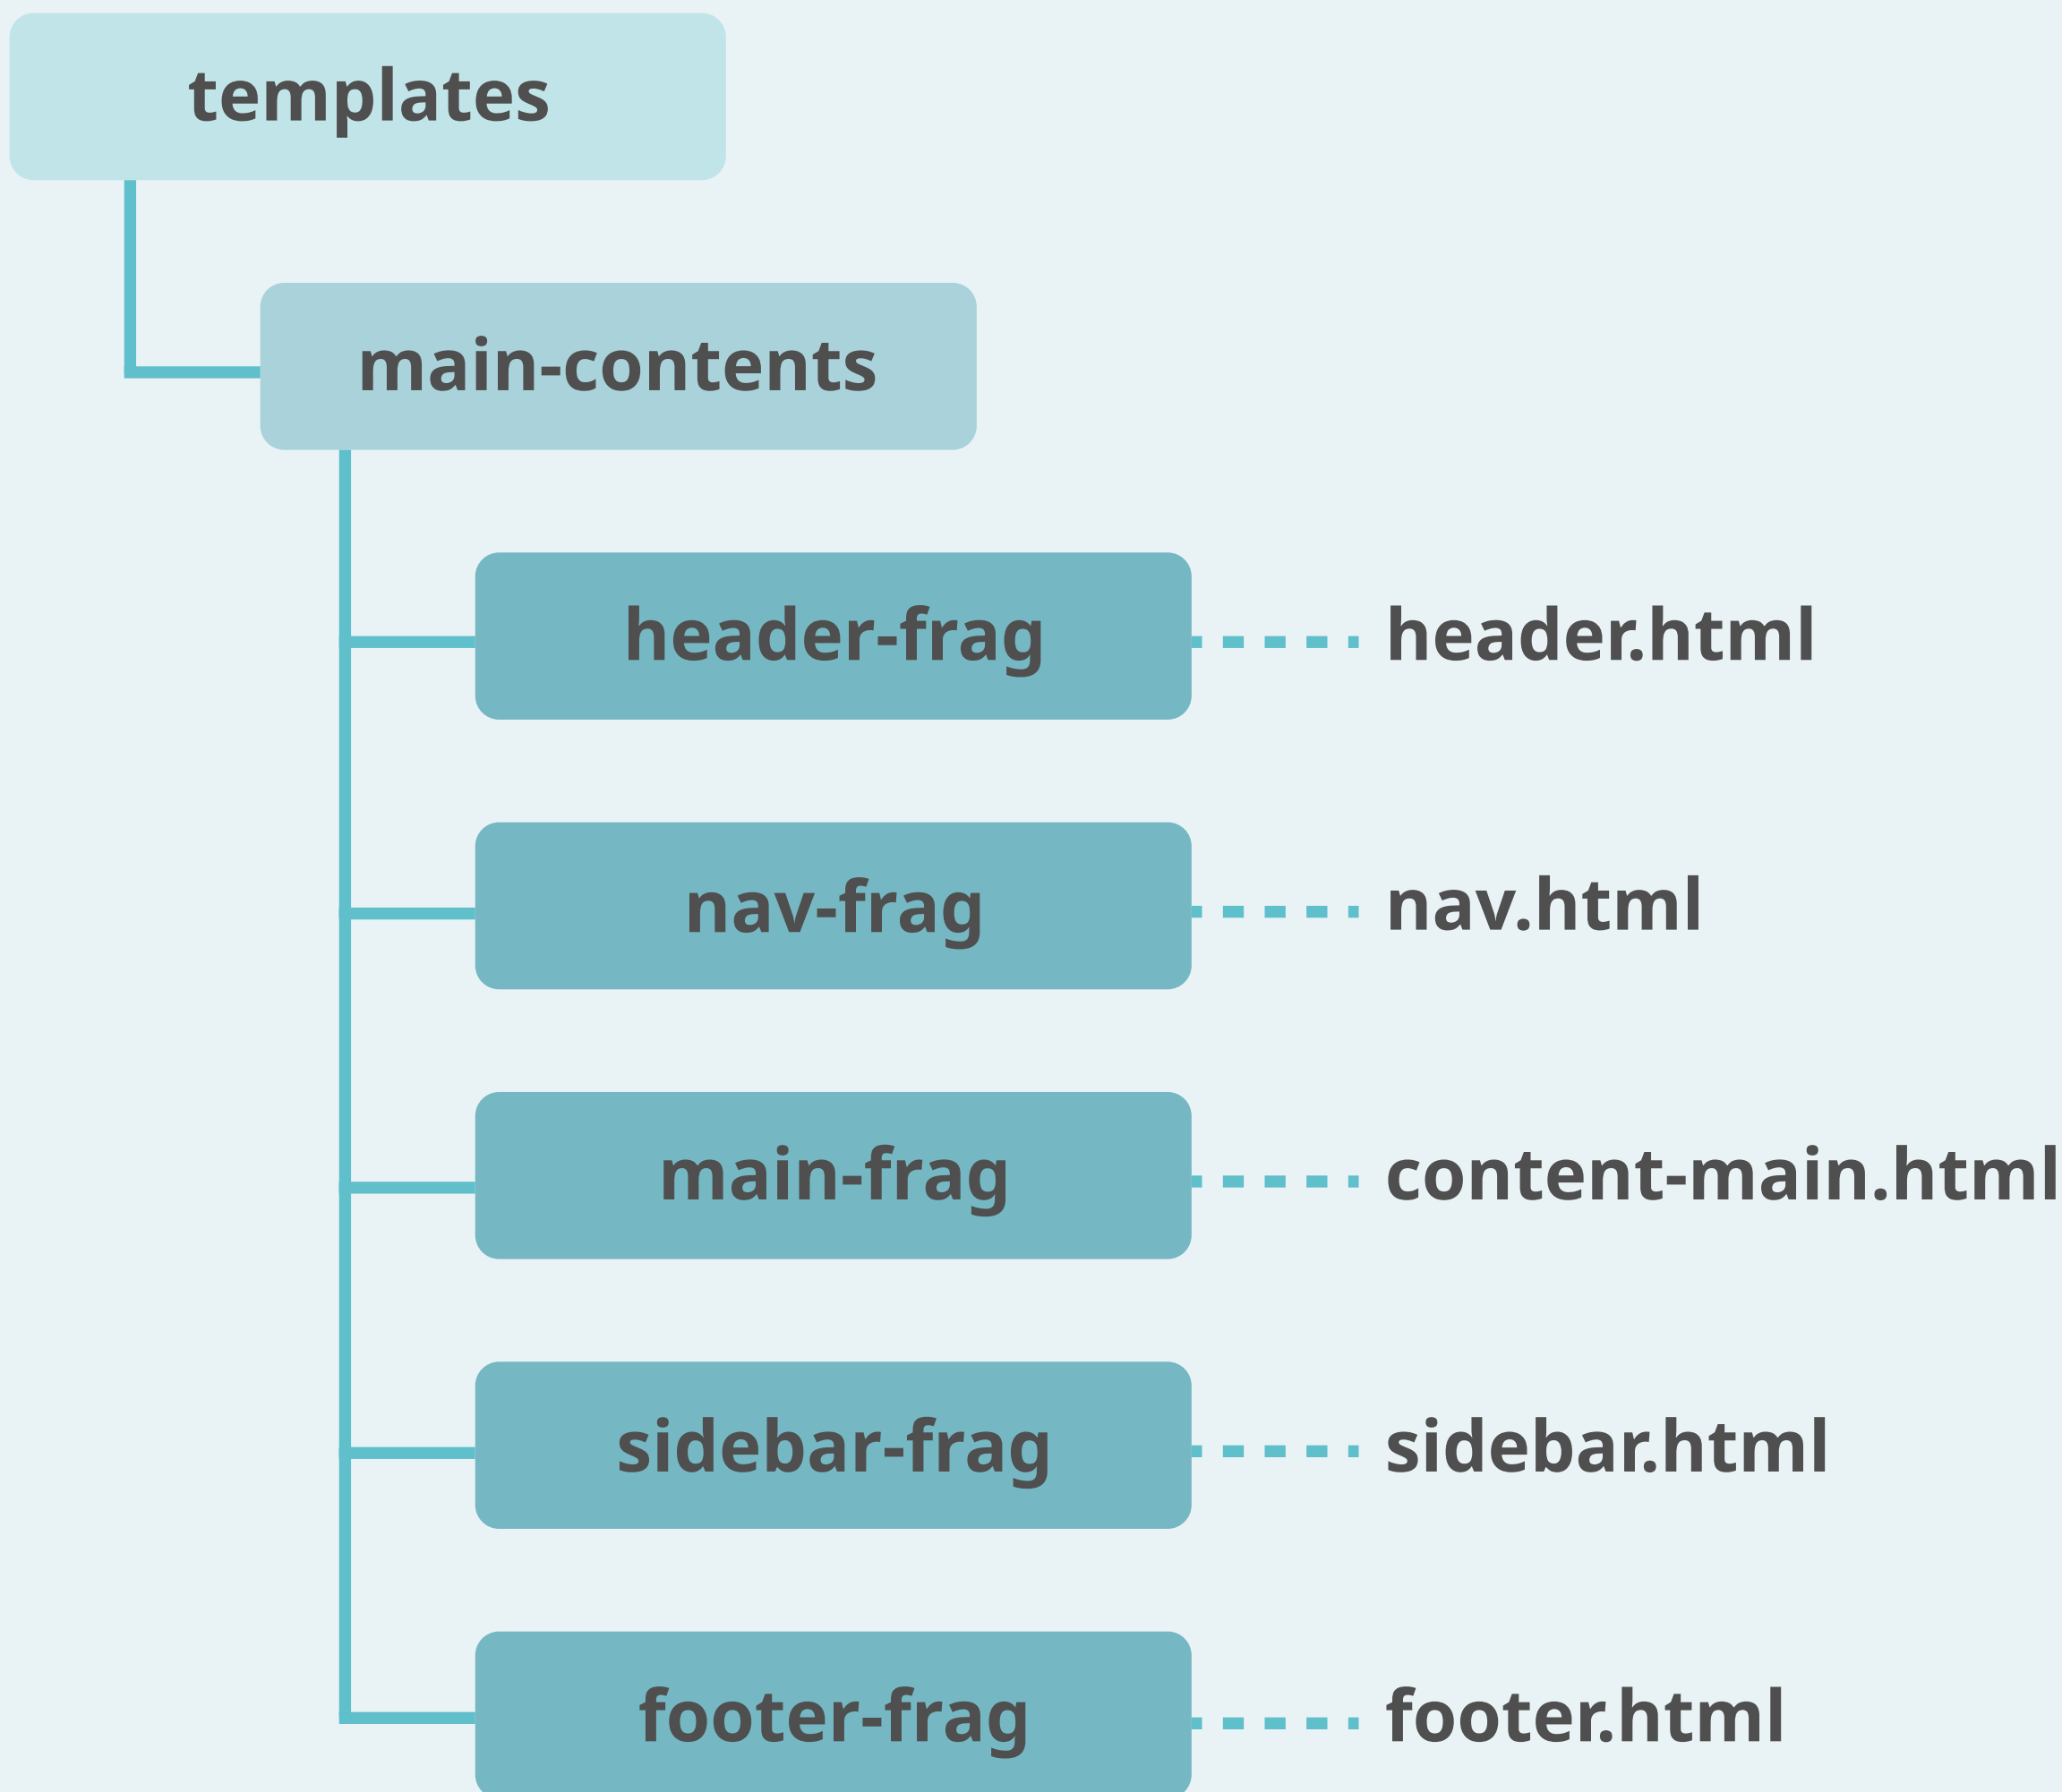 templates
main-contents
header-frag
header.html
nav-frag
nav.html
main-frag
content-main.html
sidebar-frag
sidebar.html
footer-frag
footer.html